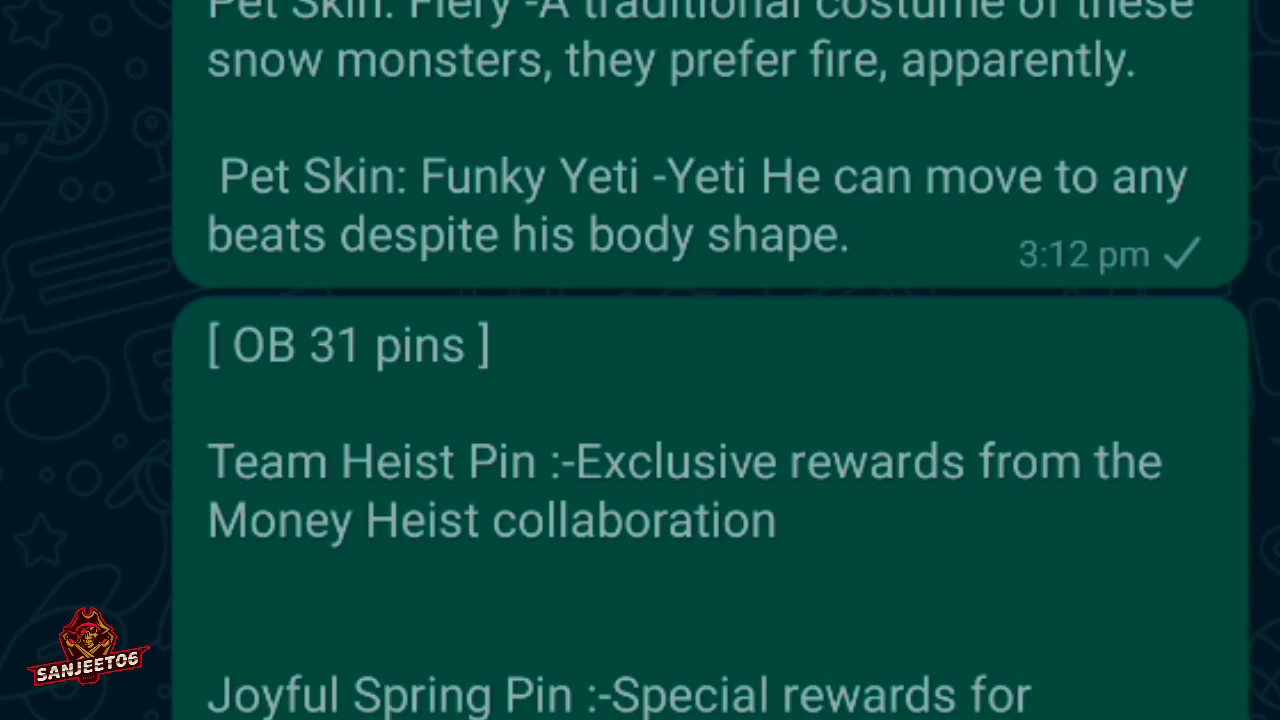 Pet Skin: Fiery -A traditional costume of these
snow monsters, they prefer fire, apparently.
Pet Skin: Funky Yeti -Yeti He can move to any
beats despite his body shape.
3:12 pm
[ OB 31 pins ]
Team Heist Pin :-Exclusive rewards from the
Money Heist collaboration
Joyful Spring Pin :-Special rewards for
SANJEET06